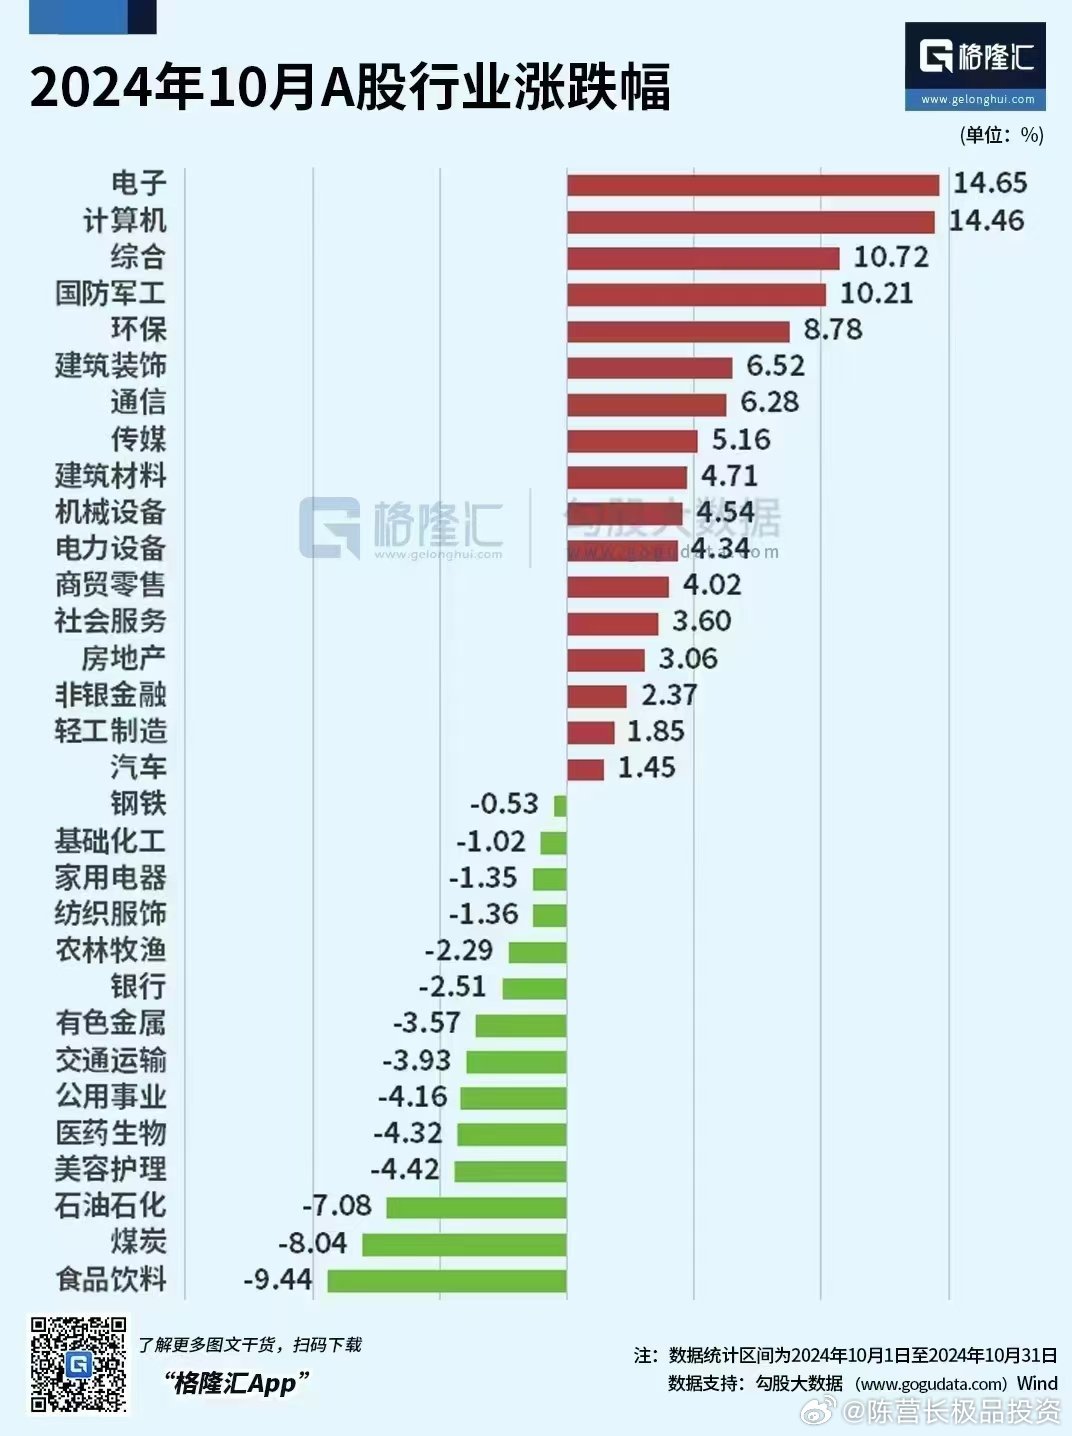 格隆汇
www.gelonghui.com
2024年10月A股行业涨跌幅
(单位：%)
电子 14.65
计算机 14.46
综合 10.72
国防军工 10.21
环保 8.78
建筑装饰 6.52
通信 6.28
传媒 5.16
建筑材料 4.71
机械设备 4.54
电力设备 4.34
商贸零售 4.02
社会服务 3.60
房地产 3.06
非银金融 2.37
轻工制造 1.85
汽车 1.45
钢铁 -0.53
基础化工 -1.02
家用电器 -1.35
纺织服饰 -1.36
农林牧渔 -2.29
银行 -2.51
有色金属 -3.57
交通运输 -3.93
公用事业 -4.16
医药生物 -4.32
美容护理 -4.42
石油石化 -7.08
煤炭 -8.04
食品饮料 -9.44
格隆汇 勾股大数据
www.gelonghui.com www.gogudata.com
了解更多图文干货，扫码下载
“格隆汇App”
注：数据统计区间为2024年10月1日至2024年10月31日
数据支持：勾股大数据（www.gogudata.com）Wind
@陈营长极品投资